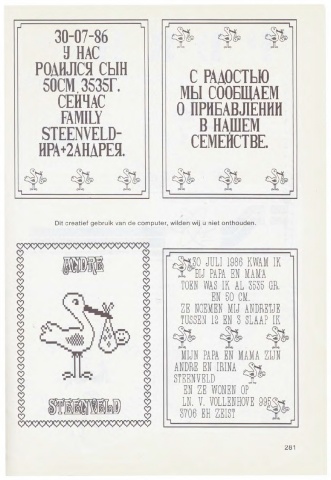 30-07-86
У НАС
РОДИЛСЯ СЫН
50СМ, 3535Г.
СЕЙЧАС
FAMILY
STEENVELD-
ИРА+2АНДРЕЯ.
С РАДОСТЬЮ
МЫ СООБЩАЕМ
О ПРИБАВЛЕНИИ
В НАШЕМ
СЕМЕЙСТВЕ.
Dit creatief gebruik van de computer, wilden wij u niet onthouden.
ANDRE
STEENVELD
30 JULI 1986 KWAM IK
BIJ PAPA EN MAMA
TOEN WAS IK AL 3535 GR.
EN 50 CM.
ZE NOEMEN MIJ ANDRETJE
TUSSEN 12 EN 3 SLAAP IK
MIJN PAPA EN MAMA ZIJN
ANDRE EN IRINA
STEENVELD
EN ZE WONEN OP
LN. V. VOLLENHOVE 995
3706 EH ZEIST
281